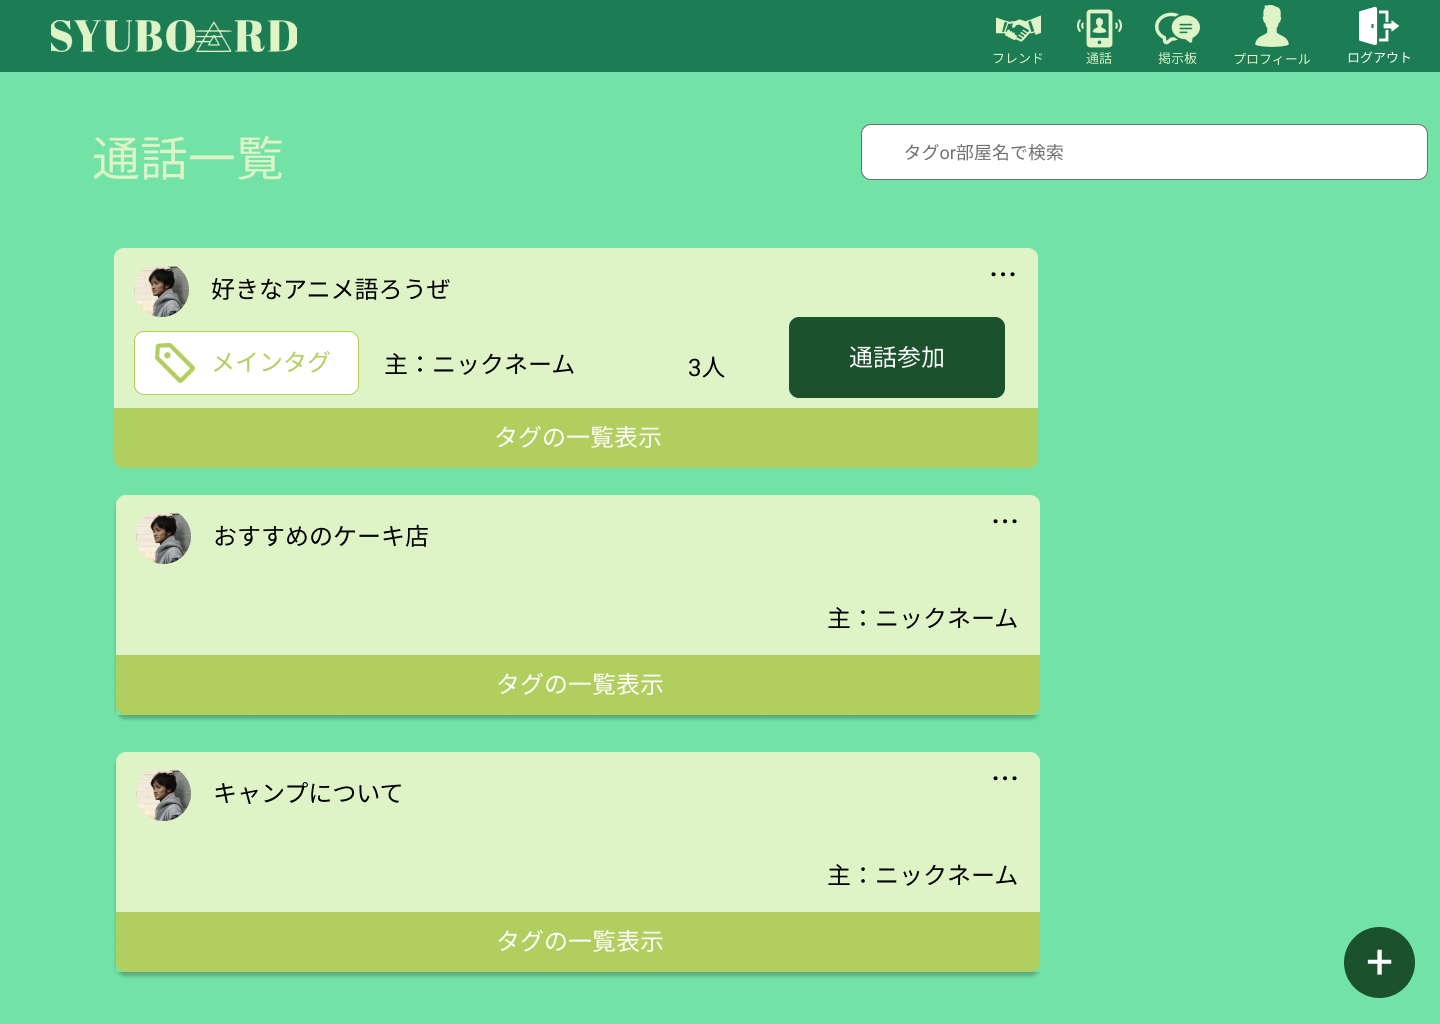 SYUBOARD
フレンド
通話
掲示板
プロフィール
ログアウト
通話一覧
タグor部屋名で検索
好きなアニメ語ろうぜ
メインタグ
主：ニックネーム
3人
通話参加
タグの一覧表示
おすすめのケーキ店
主：ニックネーム
タグの一覧表示
キャンプについて
主：ニックネーム
タグの一覧表示